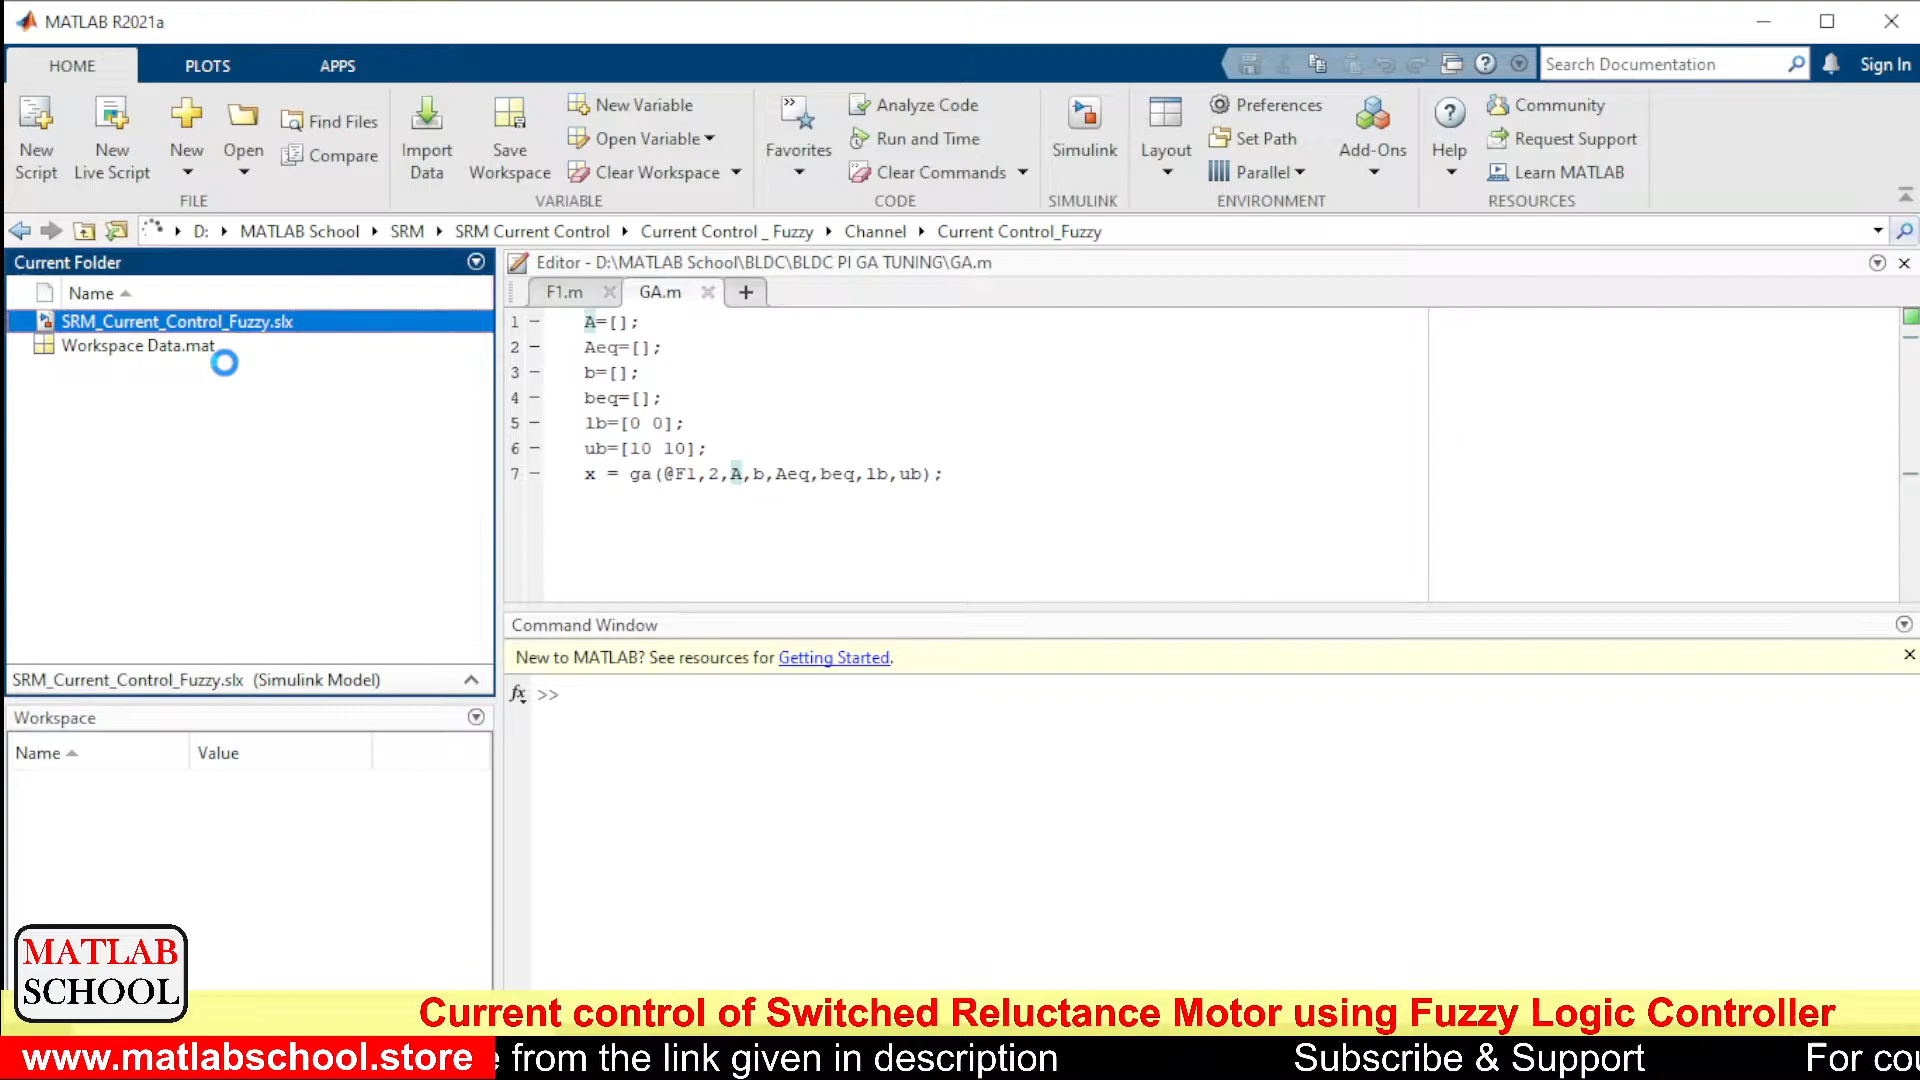 MATLAB R2021a
HOME PLOTS APPS
Search Documentation
Sign In
New Script
New Live Script
New
Open
Find Files
Compare
FILE
Import Data
Save Workspace
New Variable
Open Variable
Clear Workspace
VARIABLE
Favorites
Analyze Code
Run and Time
Clear Commands
CODE
Simulink
SIMULINK
Layout
Preferences
Set Path
Parallel
Add-Ons
ENVIRONMENT
Help
Community
Request Support
Learn MATLAB
RESOURCES
D: MATLAB School SRM SRM Current Control Current Control _ Fuzzy Channel Current Control_Fuzzy
Current Folder
Name
SRM_Current_Control_Fuzzy.slx
Workspace Data.mat
SRM_Current_Control_Fuzzy.slx (Simulink Model)
Workspace
Name Value
Editor - D:\MATLAB School\BLDC\BLDC PI GA TUNING\GA.m
F1.m GA.m +
1 - A=[];
2 - Aeq=[];
3 - b=[];
4 - beq=[];
5 - lb=[0 0];
6 - ub=[10 10];
7 - x = ga(@F1,2,A,b,Aeq,beq,lb,ub);
Command Window
New to MATLAB? See resources for Getting Started.
fx >>
MATLAB
SCHOOL
Current control of Switched Reluctance Motor using Fuzzy Logic Controller
www.matlabschool.store
from the link given in description Subscribe & Support For